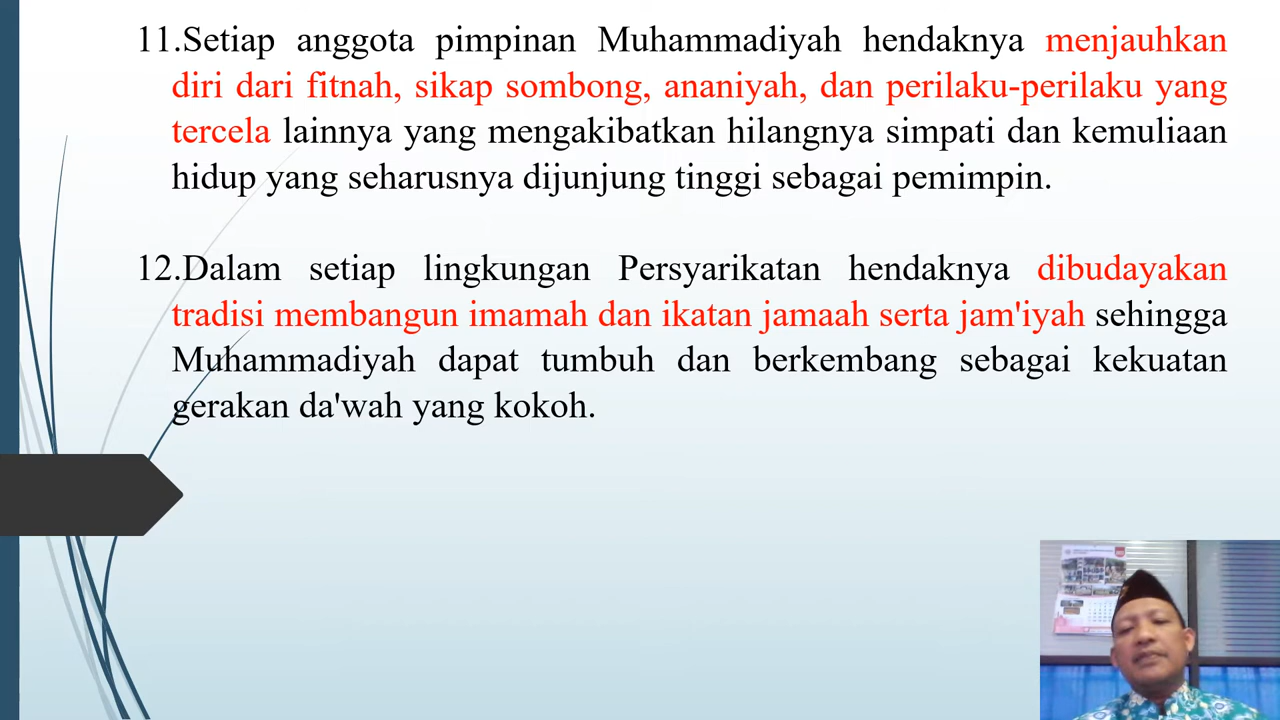 11.Setiap anggota pimpinan Muhammadiyah hendaknya menjauhkan
diri dari fitnah, sikap sombong, ananiyah, dan perilaku-perilaku yang
tercela lainnya yang mengakibatkan hilangnya simpati dan kemuliaan
hidup yang seharusnya dijunjung tinggi sebagai pemimpin.
12.Dalam setiap lingkungan Persyarikatan hendaknya dibudayakan
tradisi membangun imamah dan ikatan jamaah serta jam'iyah sehingga
Muhammadiyah dapat tumbuh dan berkembang sebagai kekuatan
gerakan da'wah yang kokoh.